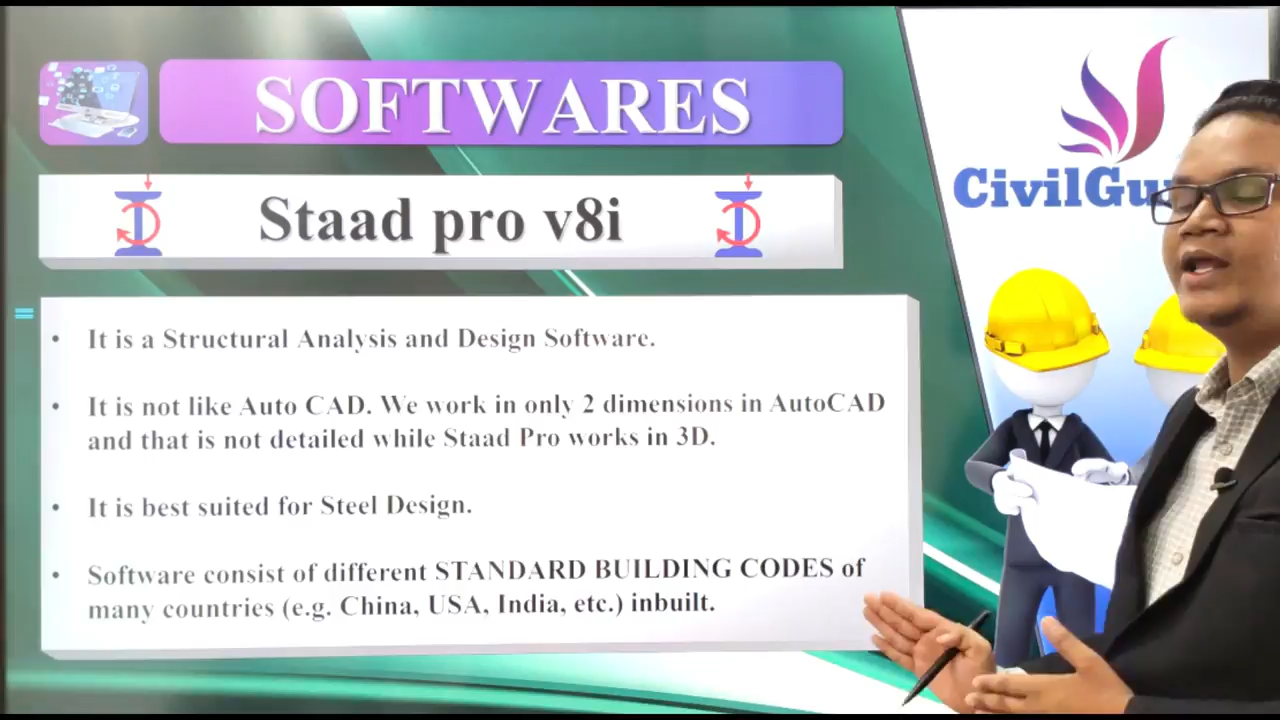 SOFTWARES
CivilGu
Staad pro v8i
• It is a Structural Analysis and Design Software.
• It is not like Auto CAD. We work in only 2 dimensions in AutoCAD
and that is not detailed while Staad Pro works in 3D.
• It is best suited for Steel Design.
• Software consist of different STANDARD BUILDING CODES of
many countries (e.g. China, USA, India, etc.) inbuilt.